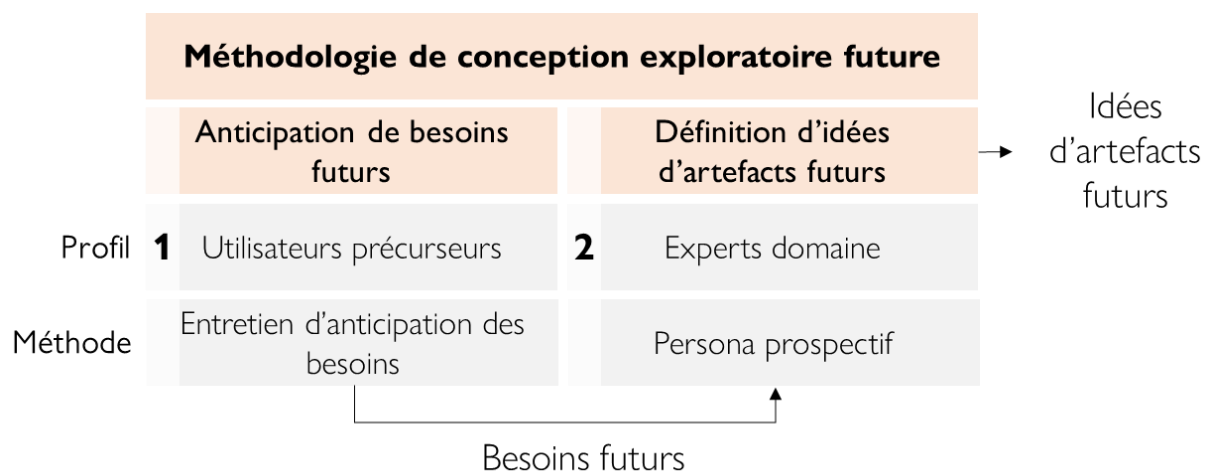 Méthodologie de conception exploratoire future
Anticipation de besoins
futurs
Définition d'idées
d'artefacts futurs
Idées
d'artefacts
futurs
Profil
1
Utilisateurs précurseurs
2
Experts domaine
Méthode
Entretien d'anticipation des
besoins
Persona prospectif
Besoins futurs